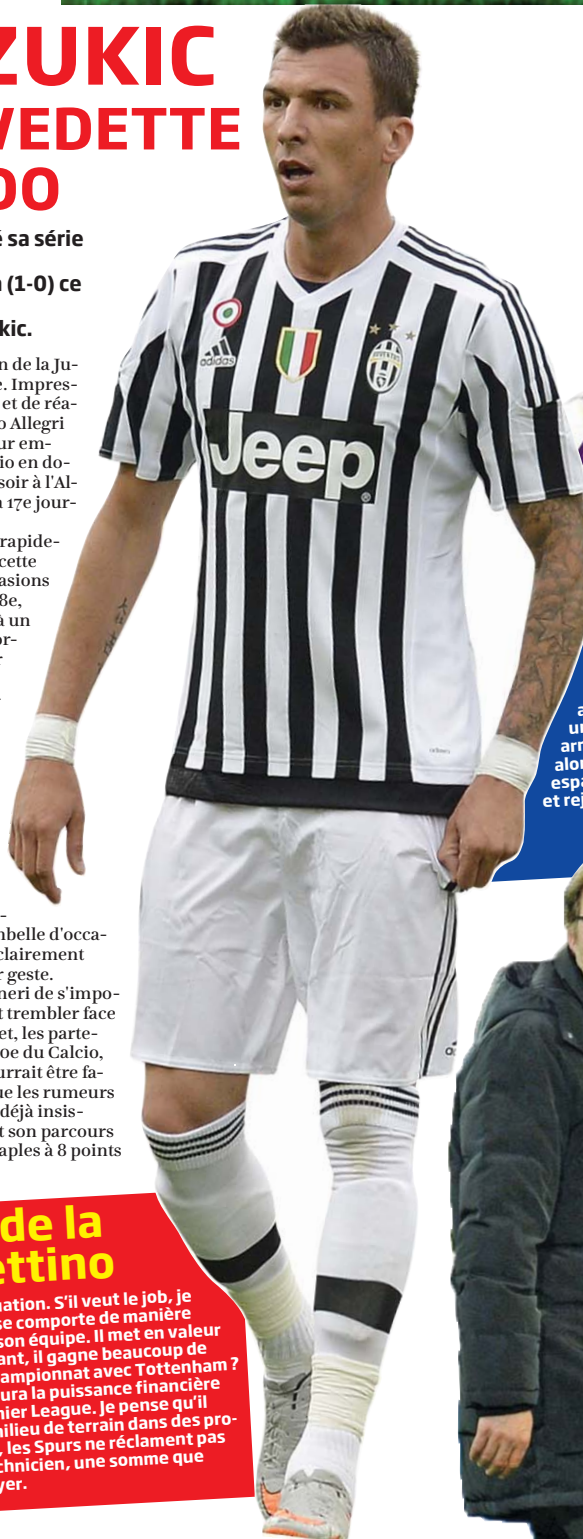 ZUKIC
VEDETTE
DO
é sa série
(1-0) ce
kic.
n de la Ju-
e. Impres-
et de réa-
o Allegri
ur em-
io en do-
soir à l'Al-
17e jour-
rapide-
cette
asions
8e,
à un
or-
r
-
mbelle d'occa-
clairement
r geste.
neri de s'impo-
t trembler face
et, les parte-
oe du Calcio,
urrait être fa-
ue les rumeurs
déjà insis-
t son parcours
aples à 8 points
adidas
JUVENTUS
Jeep
®
adidas
a
un
arr
alor
espa
et rej
de la
ettino
nation. S'il veut le job, je
se comporte de manière
son équipe. Il met en valeur
ant, il gagne beaucoup de
ampionnat avec Tottenham ?
ura la puissance financière
nier League. Je pense qu'il
milieu de terrain dans des pro-
, les Spurs ne réclament pas
chnicien, une somme que
yer.